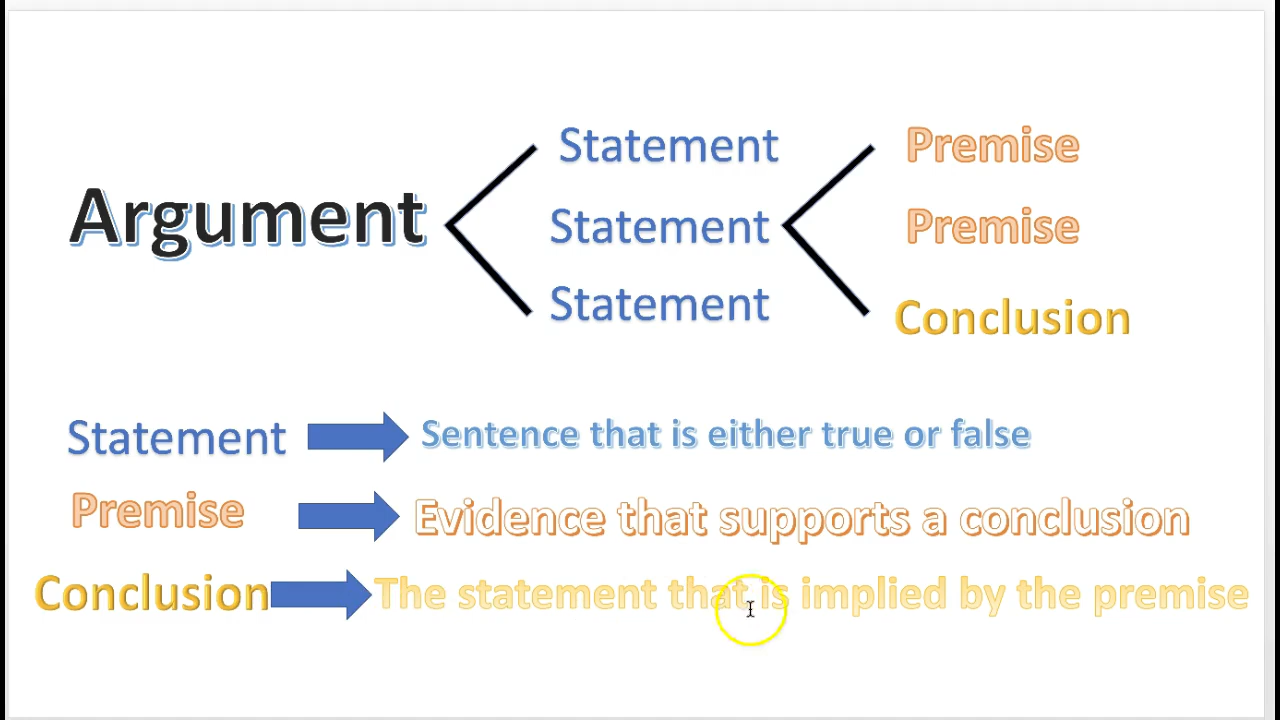 Statement Premise
Argument Statement Premise
Statement Conclusion
Statement Sentence that is either true or false
Premise Evidence that supports a conclusion
Conclusion The statement that is implied by the premise